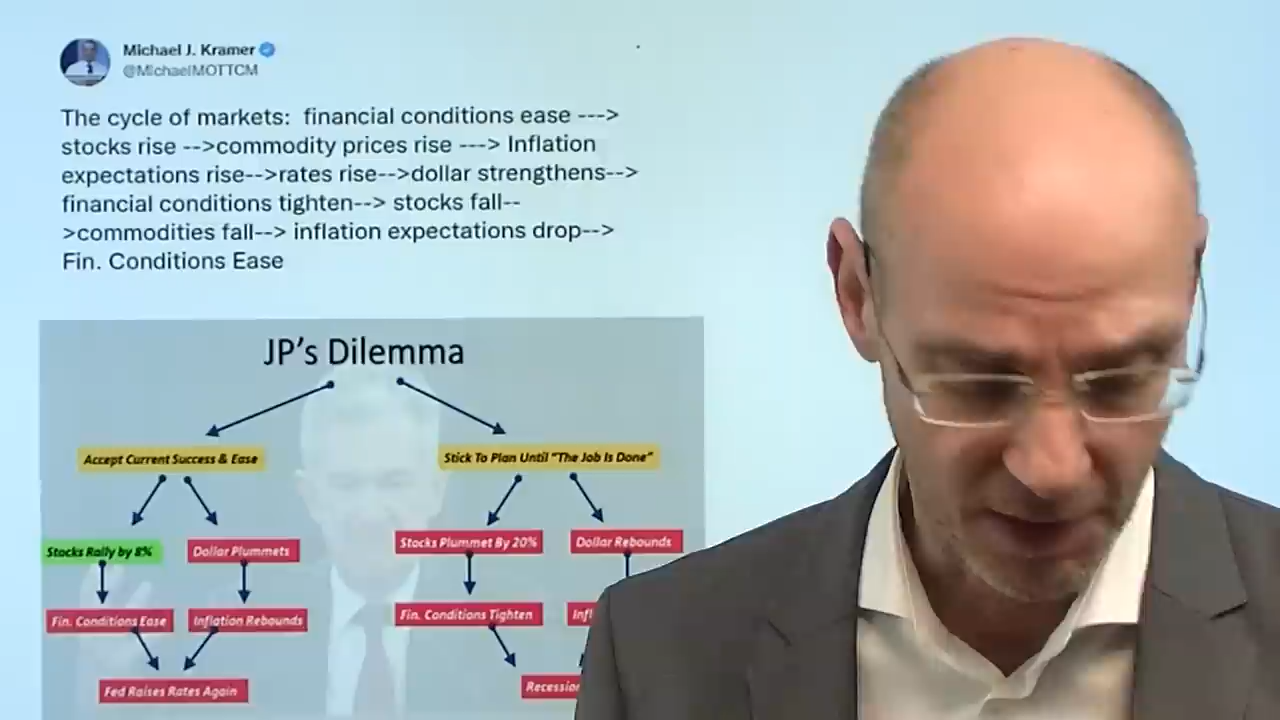 Michael J. Kramer
@MichaelMOTTCM
The cycle of markets: financial conditions ease --->
stocks rise -->commodity prices rise ---> Inflation
expectations rise-->rates rise-->dollar strengthens-->
financial conditions tighten--> stocks fall--
>commodities fall--> inflation expectations drop-->
Fin. Conditions Ease
JP's Dilemma
Accept Current Success & Ease
Stick To Plan Until "The Job Is Done"
Stocks Rally by 8%
Dollar Plummets
Stocks Plummet By 20%
Dollar Rebounds
Fin. Conditions Ease
Inflation Rebounds
Fin. Conditions Tighten
Fed Raises Rates Again